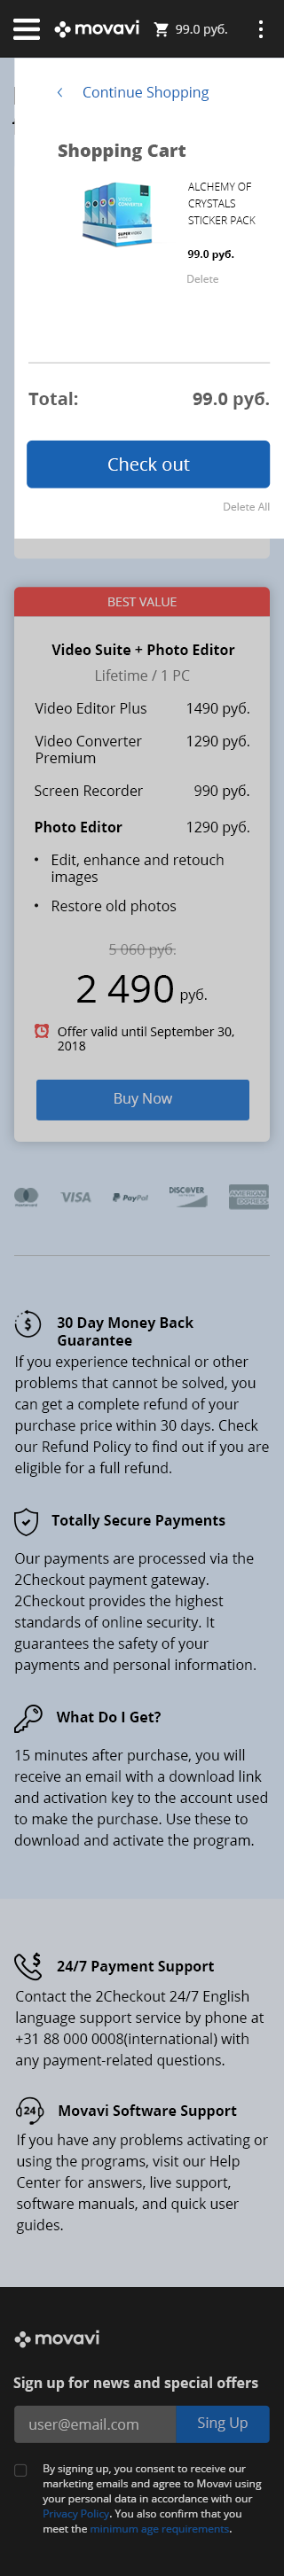 movavi 99.0 руб.
Continue Shopping
Shopping Cart
ALCHEMY OF
CRYSTALS
STICKER PACK
99.0 руб.
Delete
Total: 99.0 руб.
Check out
Delete All
BEST VALUE
Video Suite + Photo Editor
Lifetime / 1 PC
Video Editor Plus 1490 руб.
Video Converter 1290 руб.
Premium
Screen Recorder 990 руб.
Photo Editor 1290 руб.
• Edit, enhance and retouch
images
• Restore old photos
5 060 руб.
2 490 руб.
Offer valid until September 30,
2018
Buy Now
mastercard VISA PayPal DISCOVER AMERICAN EXPRESS
30 Day Money Back
Guarantee
If you experience technical or other
problems that cannot be solved, you
can get a complete refund of your
purchase price within 30 days. Check
our Refund Policy to find out if you are
eligible for a full refund.
Totally Secure Payments
Our payments are processed via the
2Checkout payment gateway.
2Checkout provides the highest
standards of online security. It
guarantees the safety of your
payments and personal information.
What Do I Get?
15 minutes after purchase, you will
receive an email with a download link
and activation key to the account used
to make the purchase. Use these to
download and activate the program.
24/7 Payment Support
Contact the 2Checkout 24/7 English
language support service by phone at
+31 88 000 0008(international) with
any payment-related questions.
24 Movavi Software Support
If you have any problems activating or
using the programs, visit our Help
Center for answers, live support,
software manuals, and quick user
guides.
movavi
Sign up for news and special offers
user@email.com Sing Up
By signing up, you consent to receive our
marketing emails and agree to Movavi using
your personal data in accordance with our
Privacy Policy. You also confirm that you
meet the minimum age requirements.